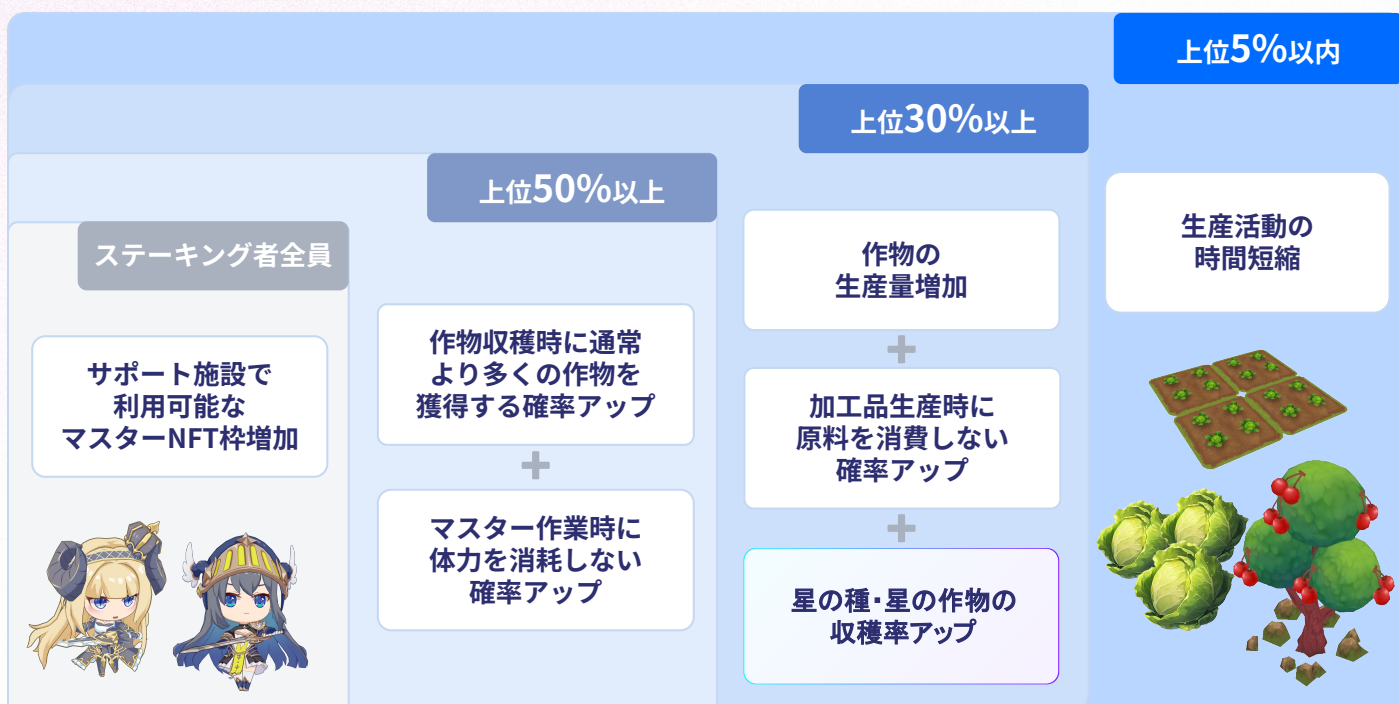 ステーキング者全員
サポート施設で
利用可能な
マスターNFT枠増加
上位50%以上
作物収穫時に通常
より多くの作物を
獲得する確率アップ
+
マスター作業時に
体力を消耗しない
確率アップ
上位30%以上
作物の
生産量増加
+
加工品生産時に
原料を消費しない
確率アップ
+
星の種・星の作物の
収穫率アップ
上位5%以内
生産活動の
時間短縮